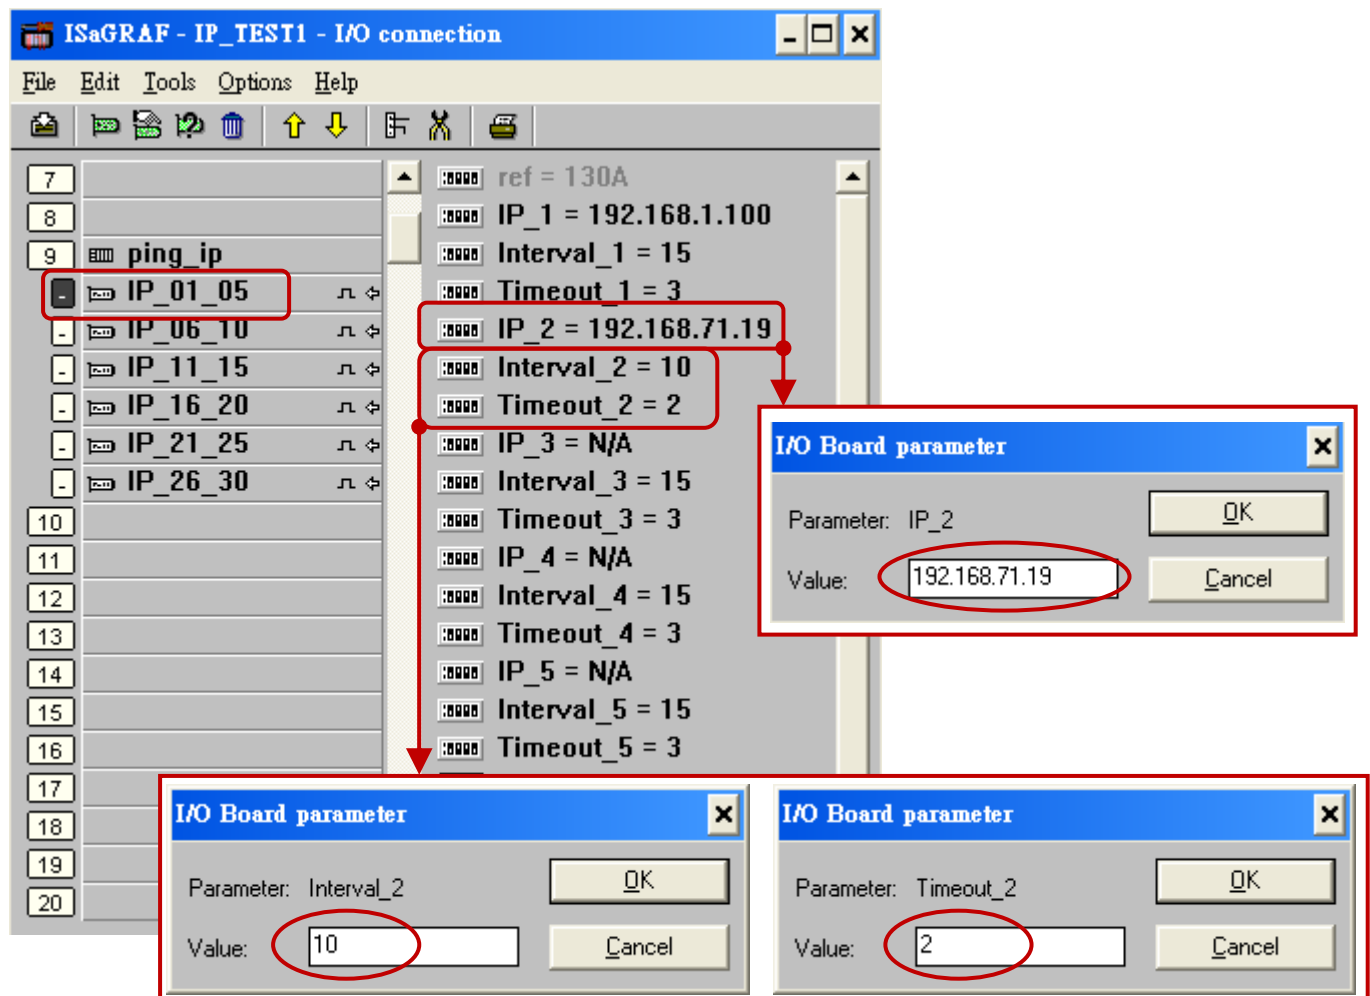 ISaGRAF - IP_TEST1 - I/O connection
File Edit Tools Options Help
7
8
9 ping_ip
- IP_01_05
- IP_06_10
- IP_11_15
- IP_16_20
- IP_21_25
- IP_26_30
10
11
12
13
14
15
16
17
18
19
20
ref = 130A
IP_1 = 192.168.1.100
Interval_1 = 15
Timeout_1 = 3
IP_2 = 192.168.71.19
Interval_2 = 10
Timeout_2 = 2
IP_3 = N/A
Interval_3 = 15
Timeout_3 = 3
IP_4 = N/A
Interval_4 = 15
Timeout_4 = 3
IP_5 = N/A
Interval_5 = 15
Timeout_5 = 3
I/O Board parameter
Parameter: IP_2
OK
Value: 192.168.71.19
Cancel
I/O Board parameter
Parameter: Interval_2
OK
Value: 10
Cancel
I/O Board parameter
Parameter: Timeout_2
OK
Value: 2
Cancel